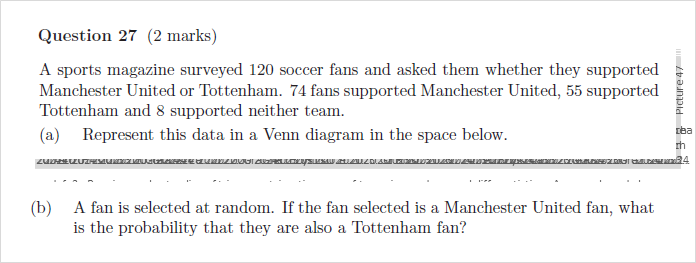 Question 27 (2 marks)
A sports magazine surveyed 120 soccer fans and asked them whether they supported
Manchester United or Tottenham. 74 fans supported Manchester United, 55 supported
Tottenham and 8 supported neither team.
(a) Represent this data in a Venn diagram in the space below.
Picture 47
(b) A fan is selected at random. If the fan selected is a Manchester United fan, what
is the probability that they are also a Tottenham fan?